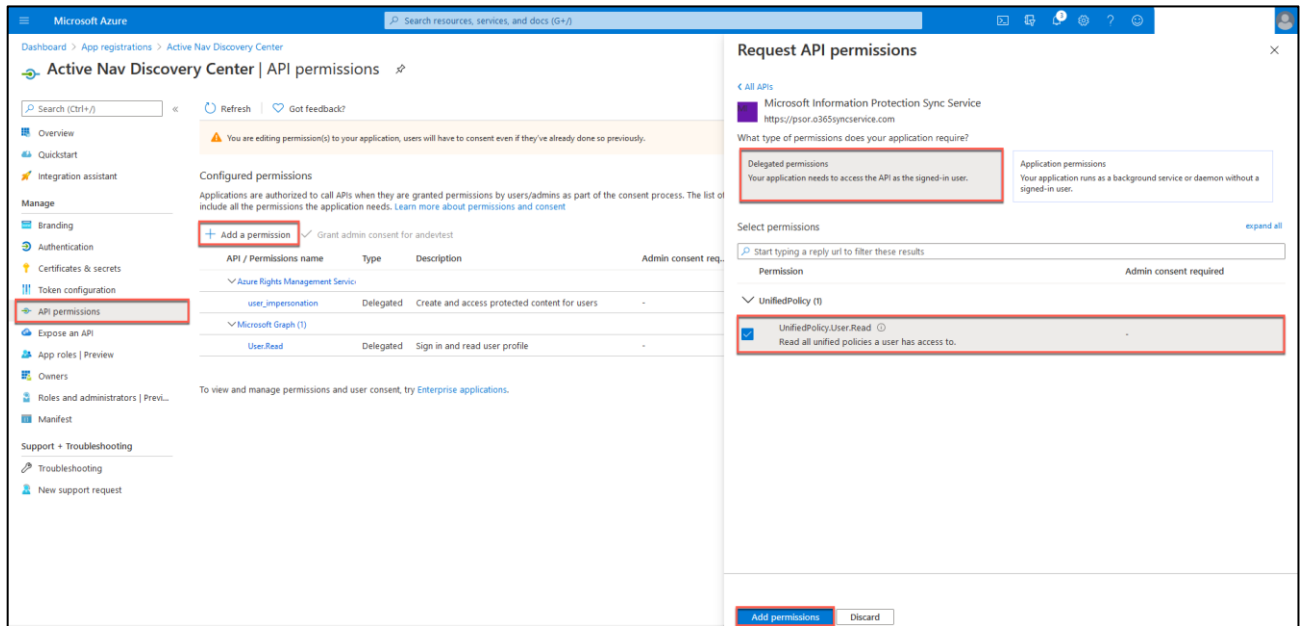 Microsoft Azure
Search resources, services, and docs (G+/)
1
?
Dashboard > App registrations > Active Nav Discovery Center
Active Nav Discovery Center | API permissions
Search (Ctrl+/)
«
Overview
Quickstart
Integration assistant
Manage
Branding
Authentication
Certificates & secrets
Token configuration
API permissions
Expose an API
App roles | Preview
Owners
Roles and administrators | Previ...
Manifest
Support + Troubleshooting
Troubleshooting
New support request
Refresh
Got feedback?
You are editing permission(s) to your application, users will have to consent even if they've already done so previously.
Configured permissions
Applications are authorized to call APIs when they are granted permissions by users/admins as part of the consent process. The list of
include all the permissions the application needs. Learn more about permissions and consent
+ Add a permission
Grant admin consent for andevtest
API / Permissions name Type Description Admin consent req...
Azure Rights Management Servic
user_impersonation Delegated Create and access protected content for users -
Microsoft Graph (1)
User.Read Delegated Sign in and read user profile -
To view and manage permissions and user consent, try Enterprise applications.
Request API permissions
< All APIs
Microsoft Information Protection Sync Service
https://psor.o365syncservice.com
What type of permissions does your application require?
Delegated permissions
Your application needs to access the API as the signed-in user.
Application permissions
Your application runs as a background service or daemon without a
signed-in user.
Select permissions
expand all
Start typing a reply url to filter these results
Permission Admin consent required
UnifiedPolicy (1)
UnifiedPolicy.User.Read
Read all unified policies a user has access to.
-
Add permissions
Discard